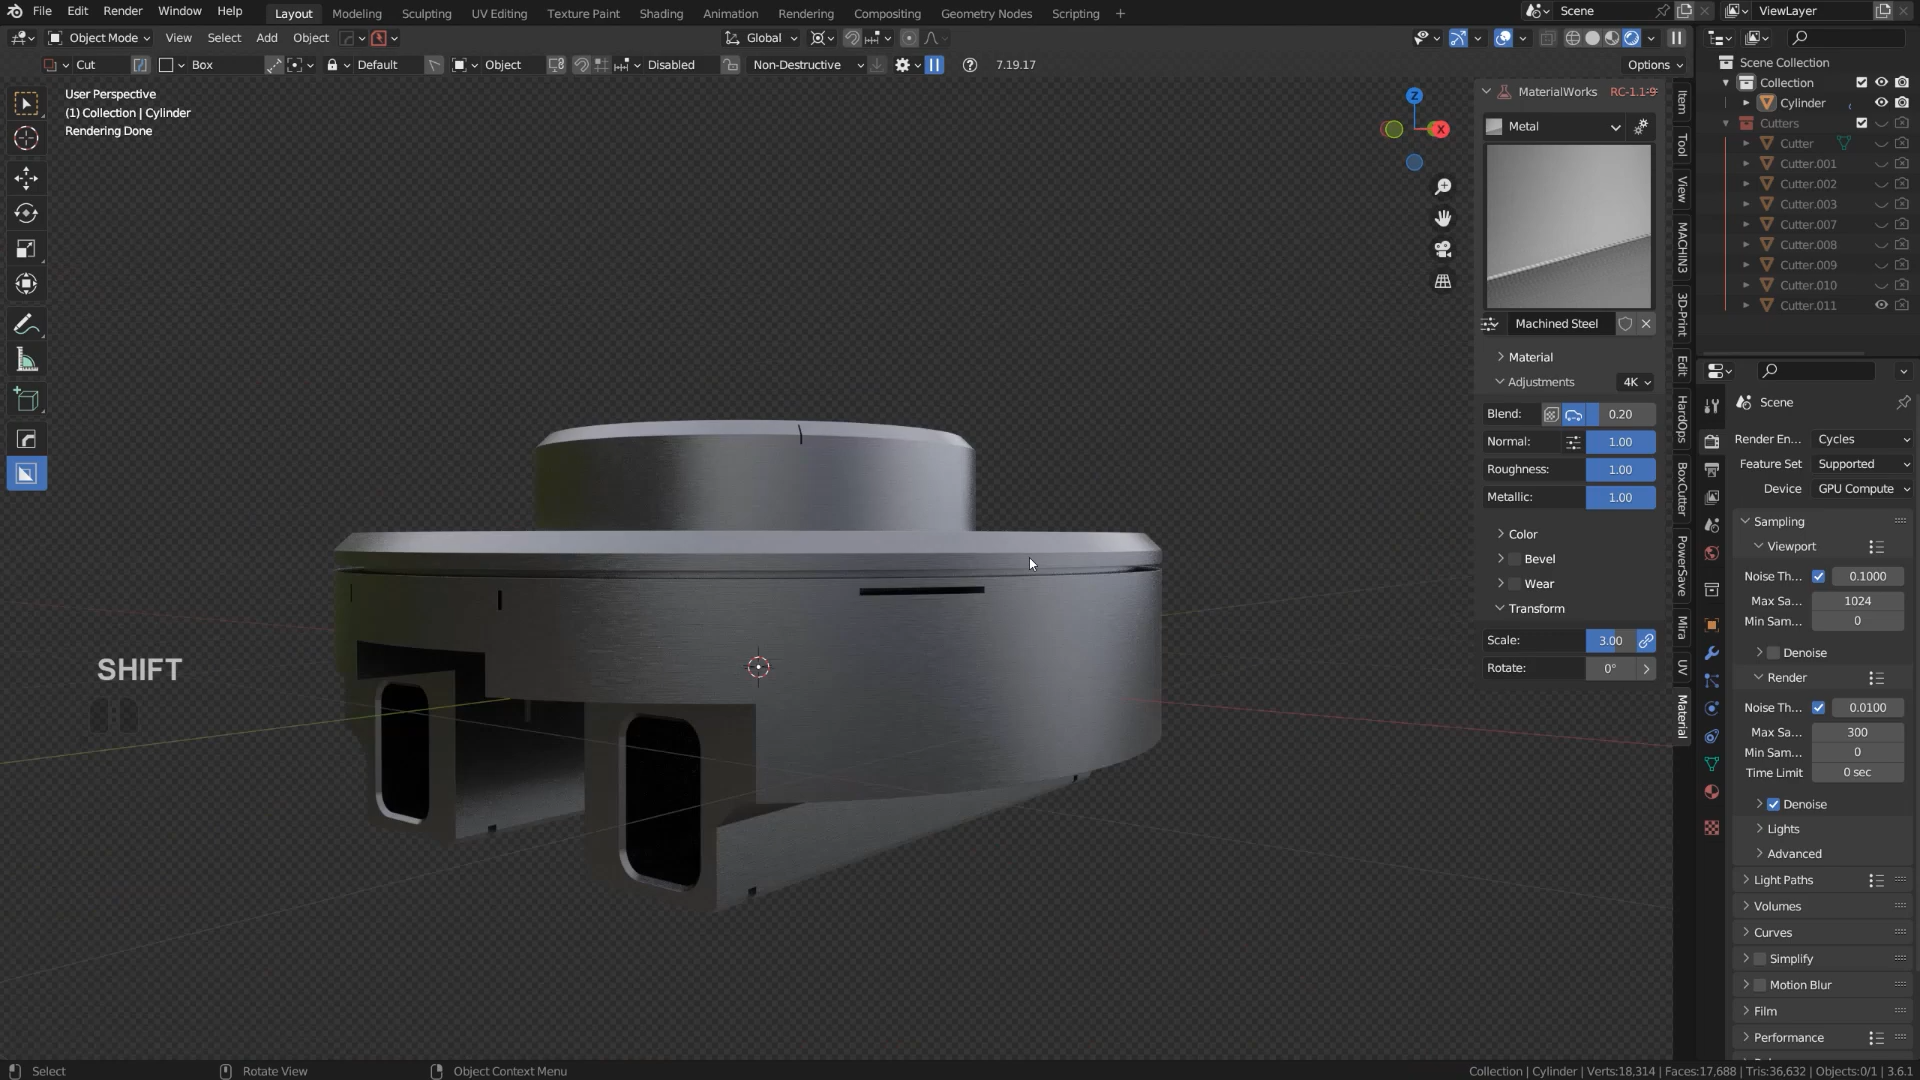 File Edit Render Window Help Layout Modeling Sculpting UV Editing Texture Paint Shading Animation Rendering Compositing Geometry Nodes Scripting + Scene ViewLayer
Object Mode View Select Add Object Global
Cut Box Default Object Disabled Non-Destructive 7.19.17 Options
User Perspective
(1) Collection | Cylinder
Rendering Done
SHIFT
Z
X
MaterialWorks RC-1.1-9
Metal
Machined Steel
Material
Adjustments 4K
Blend: 0.20
Normal: 1.00
Roughness: 1.00
Metallic: 1.00
Color
Bevel
Wear
Transform
Scale: 3.00
Rotate: 0°
Item
Tool
View
MACHIN3
3D-Print
Edit
HardOps
BoxCutter
PowerSave
Mira
UV
Material
Scene Collection
Collection
Cylinder
Cutters
Cutter
Cutter.001
Cutter.002
Cutter.003
Cutter.007
Cutter.008
Cutter.009
Cutter.010
Cutter.011
Scene
Render En... Cycles
Feature Set Supported
Device GPU Compute
Sampling
Viewport
Noise Th... 0.1000
Max Sa... 1024
Min Sam... 0
Denoise
Render
Noise Th... 0.0100
Max Sa... 300
Min Sam... 0
Time Limit 0 sec
Denoise
Lights
Advanced
Light Paths
Volumes
Curves
Simplify
Motion Blur
Film
Performance
Select Rotate View Object Context Menu Collection | Cylinder | Verts:18,314 | Faces:17,688 | Tris:36,632 | Objects:0/1 | 3.6.1